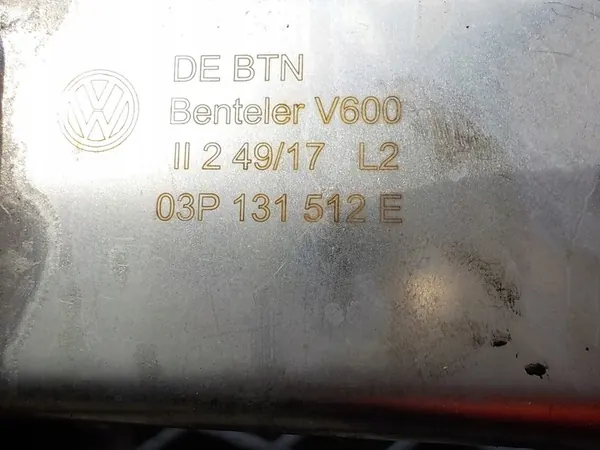 DE BTN
Benteler V600
II 2 49/17 L2
03P 131 512 E